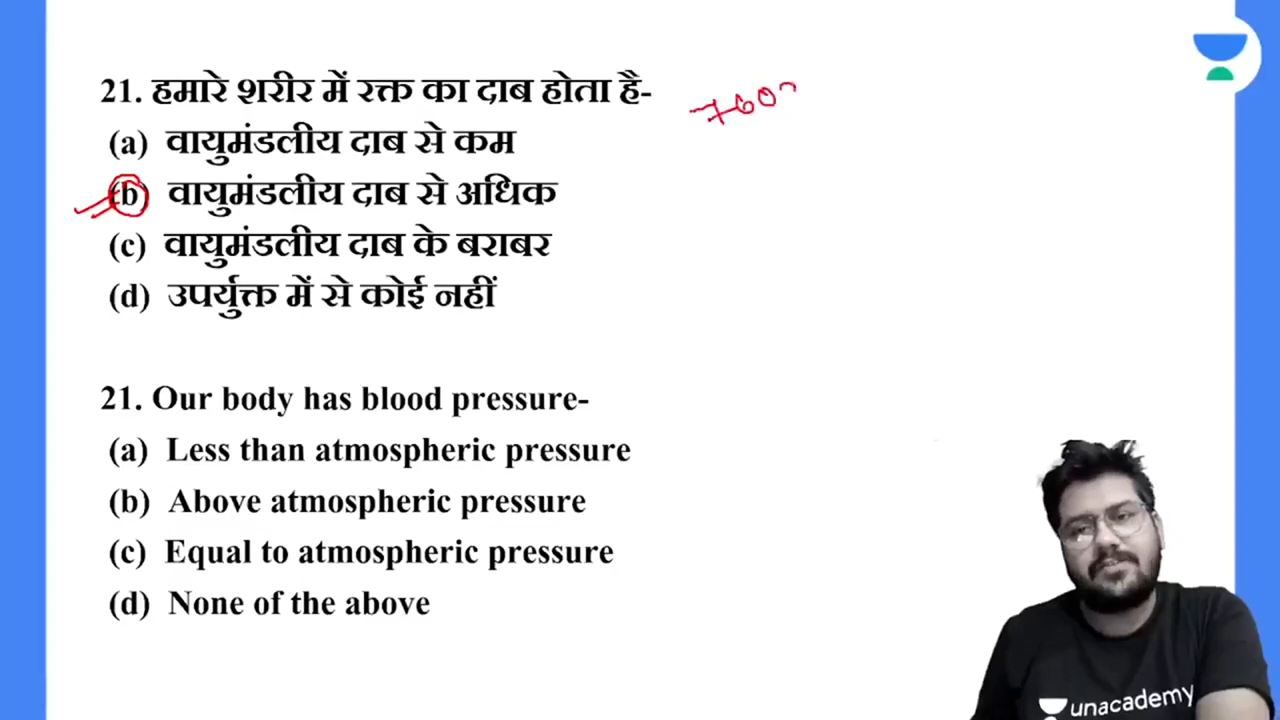 21. हमारे शरीर में रक्त का दाब होता है-
760
(a) वायुमंडलीय दाब से कम
(b) वायुमंडलीय दाब से अधिक
(c) वायुमंडलीय दाब के बराबर
(d) उपर्युक्त में से कोई नहीं
21. Our body has blood pressure-
(a) Less than atmospheric pressure
(b) Above atmospheric pressure
(c) Equal to atmospheric pressure
(d) None of the above
unacademy